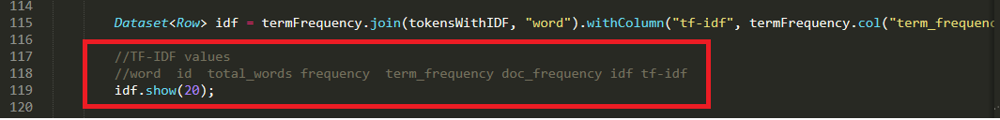 114
115 Dataset<Row> idf = termFrequency.join(tokensWithIDF, "word").withColumn("tf-idf", termFrequency.col("term_frequenc
116
117 //TF-IDF values
118 //word  id  total_words frequency  term_frequency doc_frequency idf tf-idf
119 idf.show(20);
120